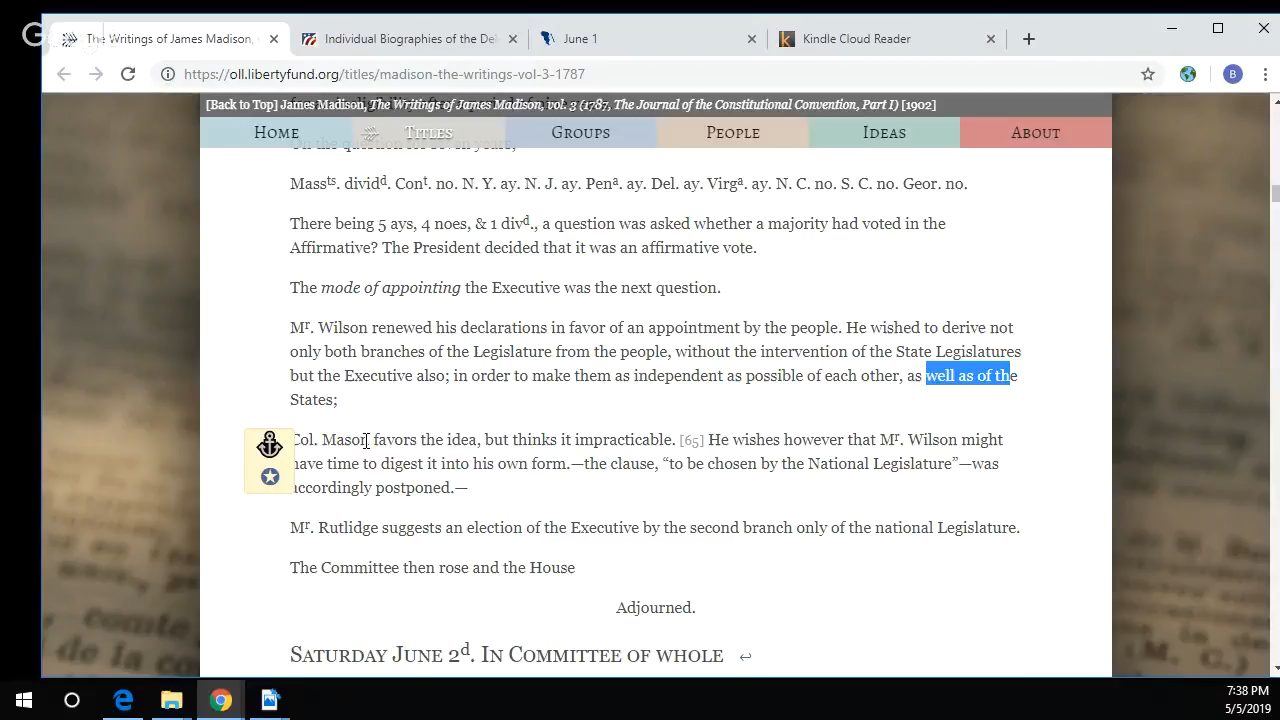 The Writings of James Madison,
Individual Biographies of the De
June 1
Kindle Cloud Reader
https://oll.libertyfund.org/titles/madison-the-writings-vol-3-1787
B
[Back to Top] James Madison, The Writings of James Madison, vol. 3 (1787, The Journal of the Constitutional Convention, Part I) [1902]
HOME TITLES GROUPS PEOPLE IDEAS ABOUT
On the question for seven years,
Massts. dividd. Cont. no. N. Y. ay. N. J. ay. Pena. ay. Del. ay. Virga. ay. N. C. no. S. C. no. Geor. no.
There being 5 ays, 4 noes, & 1 divd., a question was asked whether a majority had voted in the
Affirmative? The President decided that it was an affirmative vote.
The mode of appointing the Executive was the next question.
Mr. Wilson renewed his declarations in favor of an appointment by the people. He wished to derive not
only both branches of the Legislature from the people, without the intervention of the State Legislatures
but the Executive also; in order to make them as independent as possible of each other, as well as of the
States;
Col. Mason favors the idea, but thinks it impracticable. [65] He wishes however that Mr. Wilson might
have time to digest it into his own form.—the clause, “to be chosen by the National Legislature”—was
accordingly postponed.—
Mr. Rutlidge suggests an election of the Executive by the second branch only of the national Legislature.
The Committee then rose and the House
Adjourned.
SATURDAY JUNE 2d. IN COMMITTEE OF WHOLE ↩
7:38 PM
5/5/2019